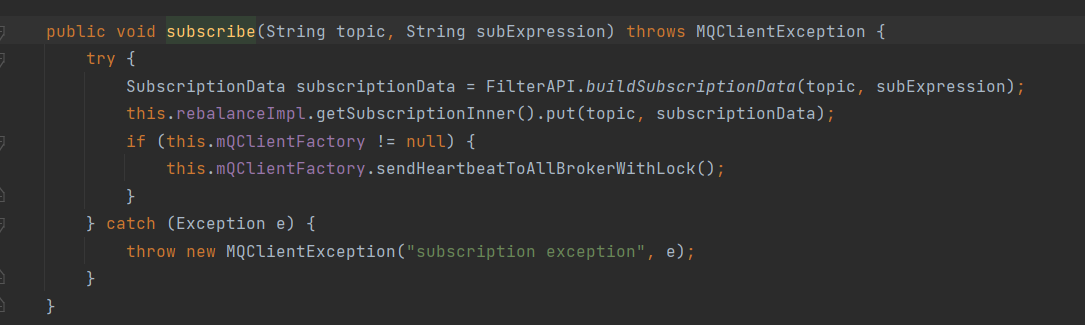 public void subscribe(String topic, String subExpression) throws MQClientException {
try {
SubscriptionData subscriptionData = FilterAPI.buildSubscriptionData(topic, subExpression);
this.rebalanceImpl.getSubscriptionInner().put(topic, subscriptionData);
if (this.mQClientFactory != null) {
this.mQClientFactory.sendHeartbeatToAllBrokerWithLock();
}
} catch (Exception e) {
throw new MQClientException("subscription exception", e);
}
}